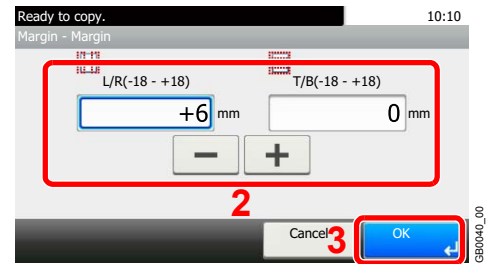 Ready to copy. 10:10
Margin - Margin
L/R(-18 - +18) T/B(-18 - +18)
+6 mm 0 mm
− +
2
Cancel 3 OK
GB0040_00